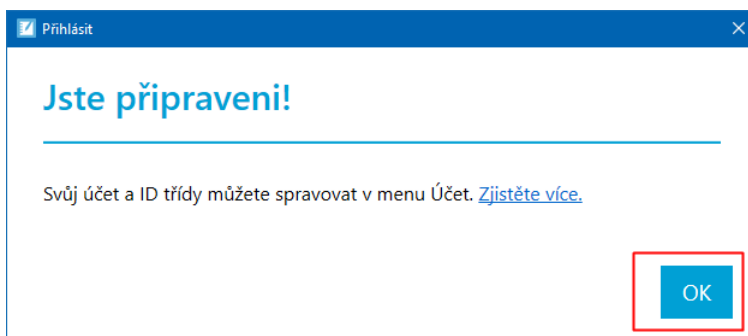 Přihlásit
Jste připraveni!
Svůj účet a ID třídy můžete spravovat v menu Účet. Zjistěte více.
OK